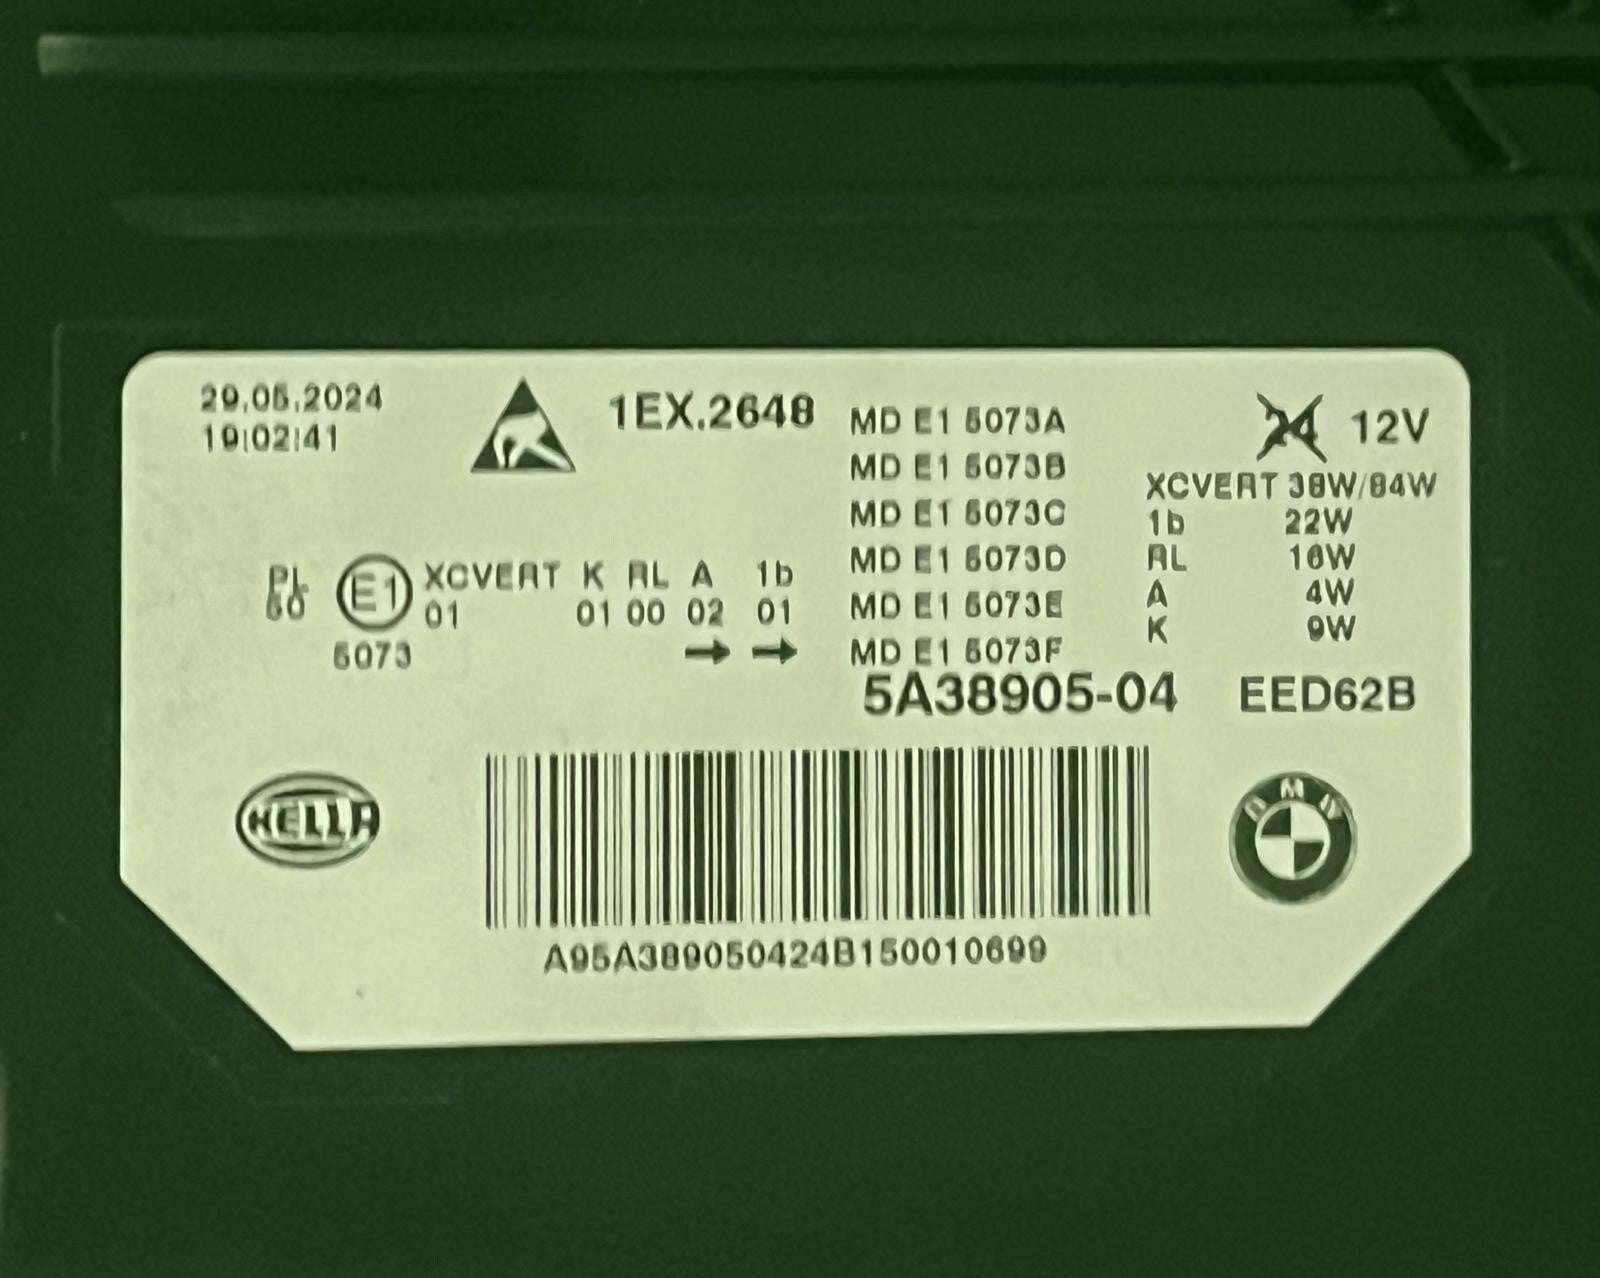 29.05.2024
19:02:41
1EX.2648
MD E1 5073A
MD E1 5073B
MD E1 5073C
MD E1 5073D
MD E1 5073E
MD E1 5073F
24 12V
XCVERT 38W/84W
1b 22W
RL 16W
A 4W
K 9W
PL
E1
XCVERT K RL A 1b
01 01 00 02 01
5073
→ →
5A38905-04 EED62B
HELLA
BMW
A95A389050424B150010699